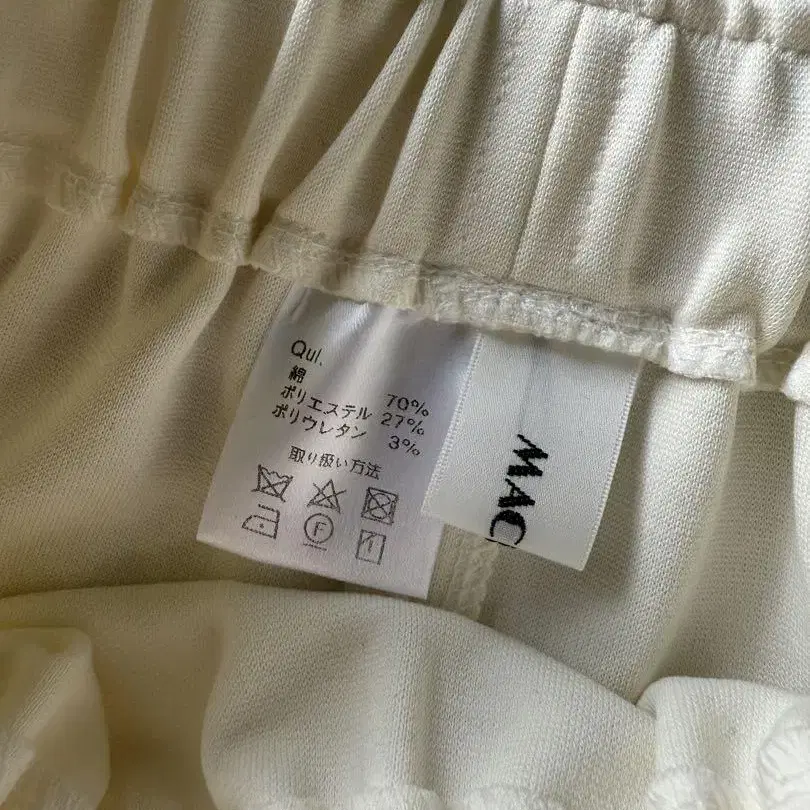 Qul.
綿 70%
ポリエステル 27%
ポリウレタン 3%
取り扱い方法
F
MAC